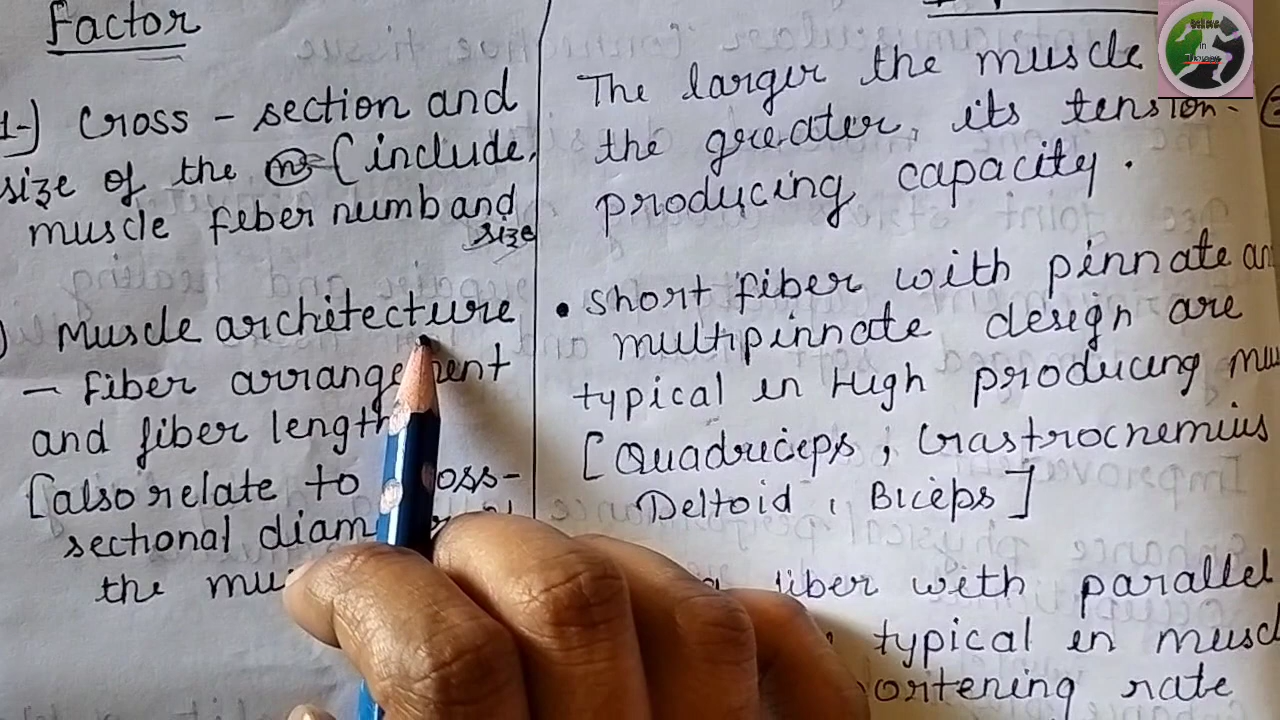 Factor
1-) Cross - section and
size of the m= (include
muscle fiber numb and
size
) Muscle architecture
- fiber arrangement
and fiber length
[also relate to
sectional
the
The larger the muscle
the greater, its tension-
producing capacity.
• Short fiber with pinnate
multipinnate design are
typical in High producing
[Quadriceps, Gastrocnemius
Deltoid, Biceps]
fiber with parallel
typical in
rate